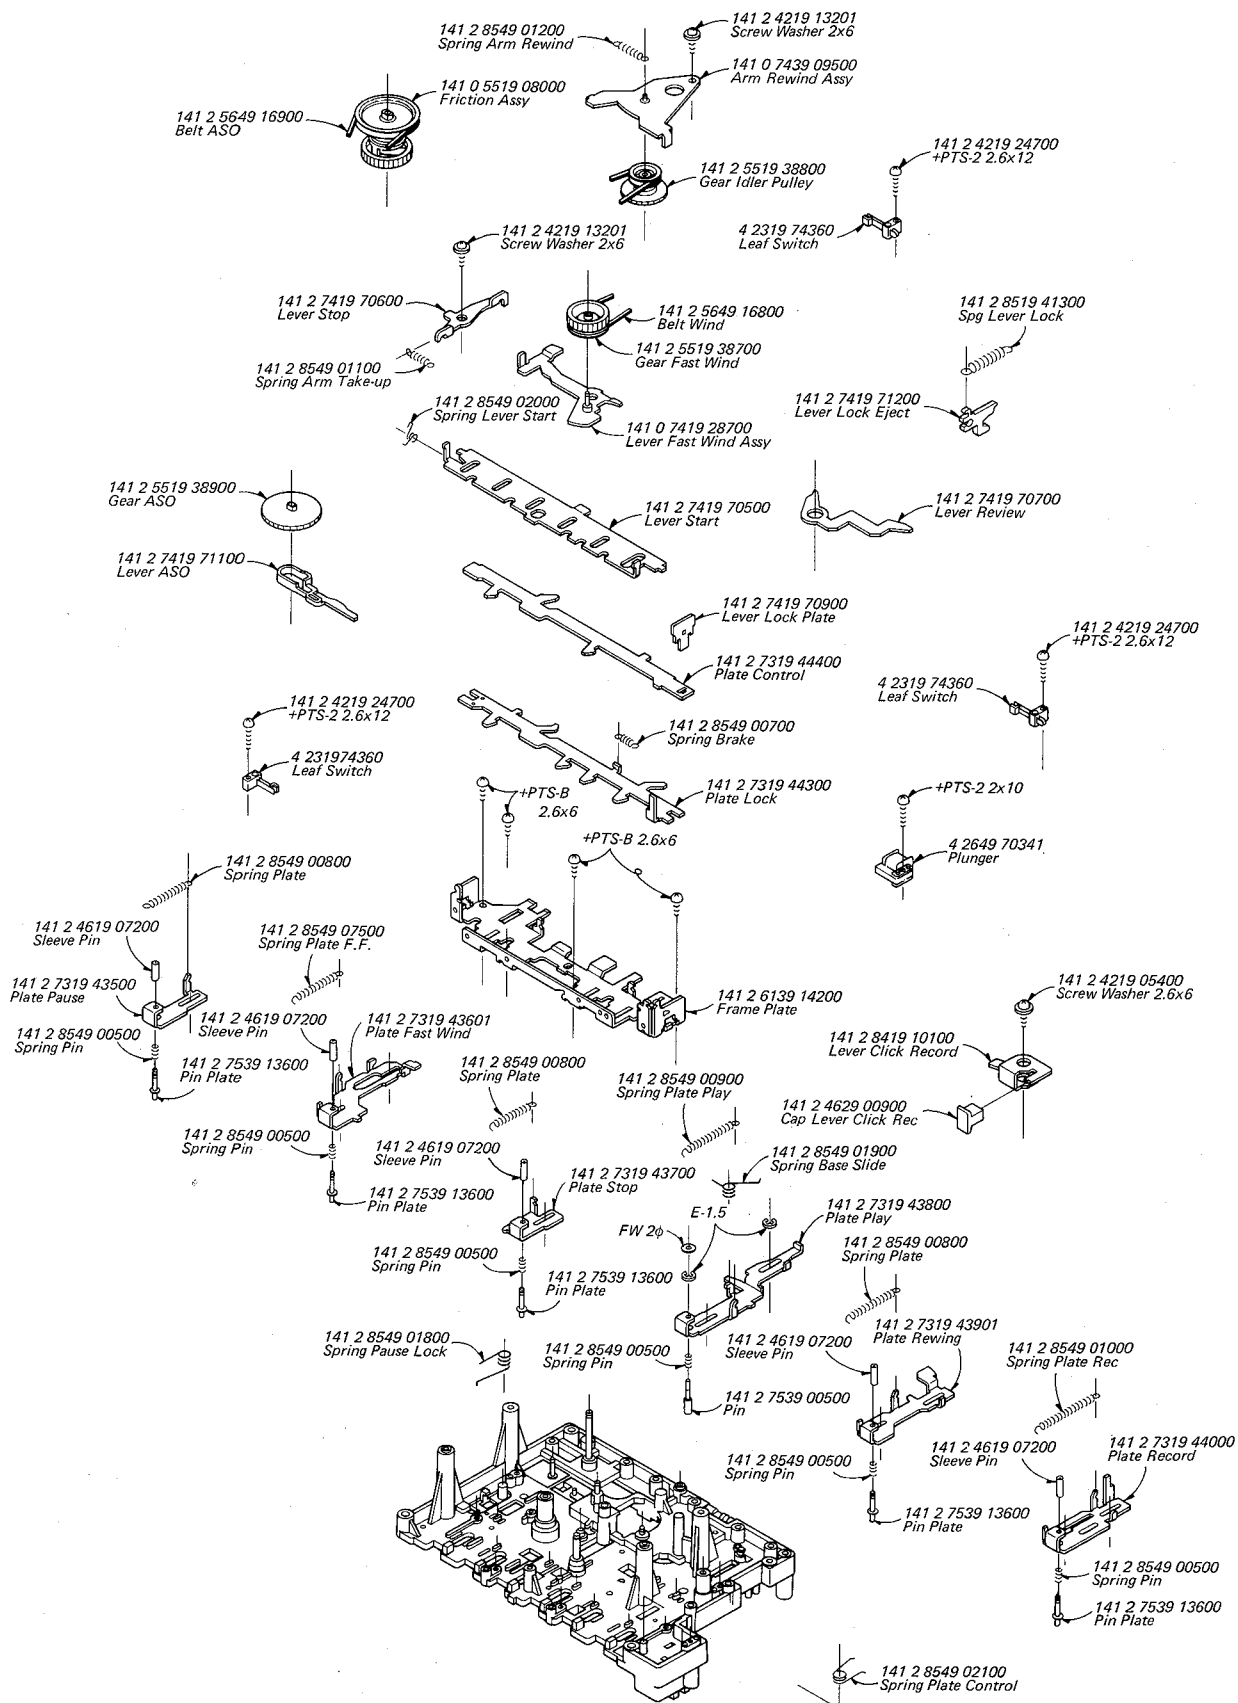 141 2 4219 13201
Screw Washer 2x6
141 2 8549 01200
Spring Arm Rewind
141 0 7439 09500
Arm Rewind Assy
141 0 5519 08000
Friction Assy
141 2 5649 16900
Belt ASO
141 2 4219 24700
+PTS-2 2.6x12
141 2 5519 38800
Gear Idler Pulley
141 2 4219 13201
Screw Washer 2x6
4 2319 74360
Leaf Switch
141 2 7419 70600
Lever Stop
141 2 5649 16800
Belt Wind
141 2 8519 41300
Spg Lever Lock
141 2 5519 38700
Gear Fast Wind
141 2 8549 01100
Spring Arm Take-up
141 2 8549 02000
Spring Lever Start
141 2 7419 71200
Lever Lock Eject
141 0 7419 28700
Lever Fast Wind Assy
141 2 5519 38900
Gear ASO
141 2 7419 70500
Lever Start
141 2 7419 70700
Lever Review
141 2 7419 71100
Lever ASO
141 2 7419 70900
Lever Lock Plate
141 2 4219 24700
+PTS-2 2.6x12
141 2 7319 44400
Plate Control
4 2319 74360
Leaf Switch
141 2 4219 24700
+PTS-2 2.6x12
141 2 8549 00700
Spring Brake
4 231974360
Leaf Switch
141 2 7319 44300
Plate Lock
+PTS-B
2.6x6
+PTS-2 2x10
+PTS-B 2.6x6
4 2649 70341
Plunger
141 2 8549 00800
Spring Plate
141 2 4619 07200
Sleeve Pin
141 2 8549 07500
Spring Plate F.F.
141 2 7319 43500
Plate Pause
141 2 4219 05400
Screw Washer 2.6x6
141 2 6139 14200
Frame Plate
141 2 8549 00500
Spring Pin
141 2 4619 07200
Sleeve Pin
141 2 7319 43601
Plate Fast Wind
141 2 8419 10100
Lever Click Record
141 2 7539 13600
Pin Plate
141 2 8549 00800
Spring Plate
141 2 8549 00900
Spring Plate Play
141 2 4629 00900
Cap Lever Click Rec
141 2 8549 00500
Spring Pin
141 2 4619 07200
Sleeve Pin
141 2 8549 01900
Spring Base Slide
141 2 7319 43700
Plate Stop
141 2 7539 13600
Pin Plate
141 2 7319 43800
Plate Play
E-1.5
FW 2ϕ
141 2 8549 00800
Spring Plate
141 2 8549 00500
Spring Pin
141 2 7539 13600
Pin Plate
141 2 7319 43901
Plate Rewing
141 2 8549 01800
Spring Pause Lock
141 2 8549 00500
Spring Pin
141 2 4619 07200
Sleeve Pin
141 2 8549 01000
Spring Plate Rec
141 2 7539 00500
Pin
141 2 4619 07200
Sleeve Pin
141 2 7319 44000
Plate Record
141 2 8549 00500
Spring Pin
141 2 7539 13600
Pin Plate
141 2 8549 00500
Spring Pin
141 2 7539 13600
Pin Plate
141 2 8549 02100
Spring Plate Control